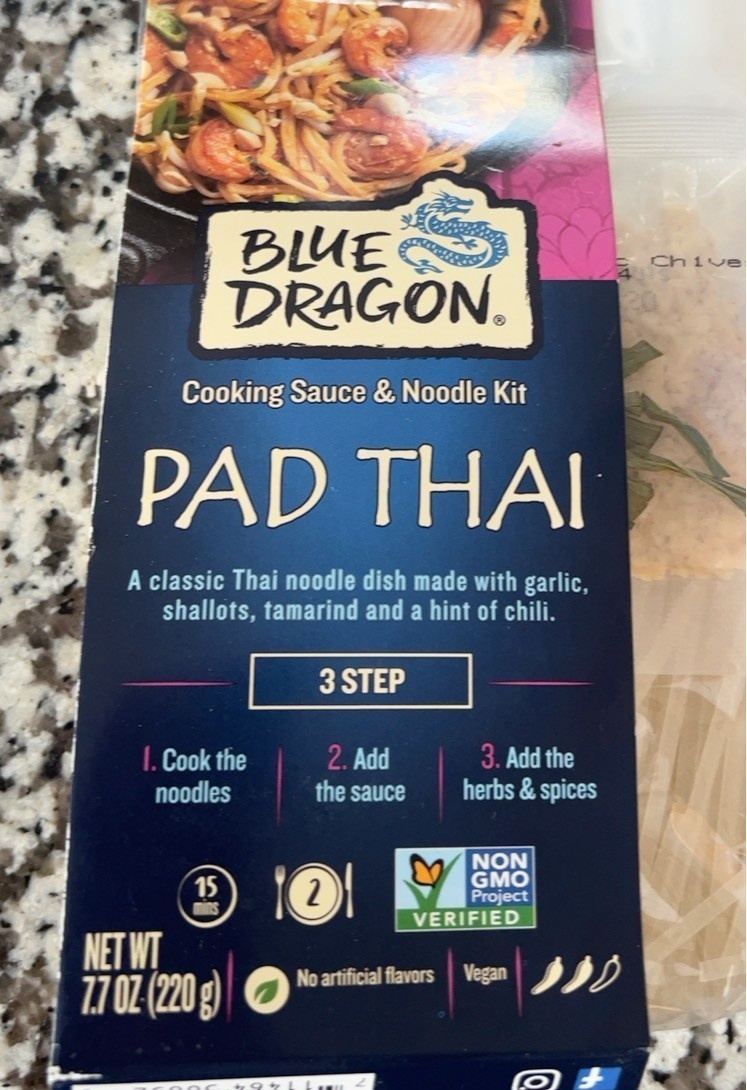 BLUE
DRAGON®
Cooking Sauce & Noodle Kit
PAD THAI
A classic Thai noodle dish made with garlic,
shallots, tamarind and a hint of chili.
3 STEP
1. Cook the
noodles
2. Add
the sauce
3. Add the
herbs & spices
15
mins
2
NON
GMO
Project
VERIFIED
NET WT
7.7 OZ (220 g)
No artificial flavors
Vegan